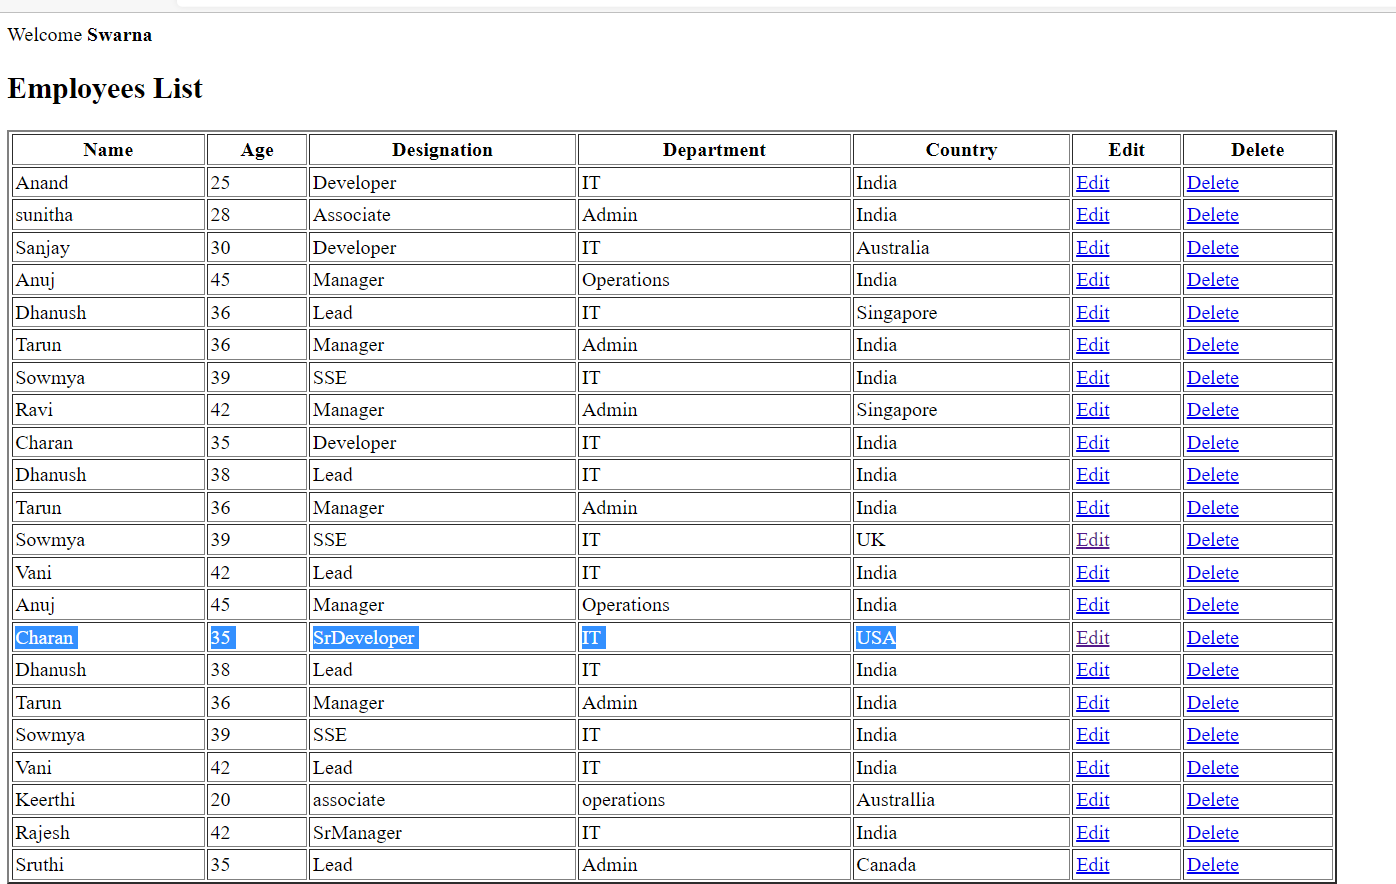 Welcome Swarna
Employees List
Name Age Designation Department Country Edit Delete
Anand 25 Developer IT India Edit Delete
sunitha 28 Associate Admin India Edit Delete
Sanjay 30 Developer IT Australia Edit Delete
Anuj 45 Manager Operations India Edit Delete
Dhanush 36 Lead IT Singapore Edit Delete
Tarun 36 Manager Admin India Edit Delete
Sowmya 39 SSE IT India Edit Delete
Ravi 42 Manager Admin Singapore Edit Delete
Charan 35 Developer IT India Edit Delete
Dhanush 38 Lead IT India Edit Delete
Tarun 36 Manager Admin India Edit Delete
Sowmya 39 SSE IT UK Edit Delete
Vani 42 Lead IT India Edit Delete
Anuj 45 Manager Operations India Edit Delete
Charan 35 SrDeveloper IT USA Edit Delete
Dhanush 38 Lead IT India Edit Delete
Tarun 36 Manager Admin India Edit Delete
Sowmya 39 SSE IT India Edit Delete
Vani 42 Lead IT India Edit Delete
Keerthi 20 associate operations Australlia Edit Delete
Rajesh 42 SrManager IT India Edit Delete
Sruthi 35 Lead Admin Canada Edit Delete